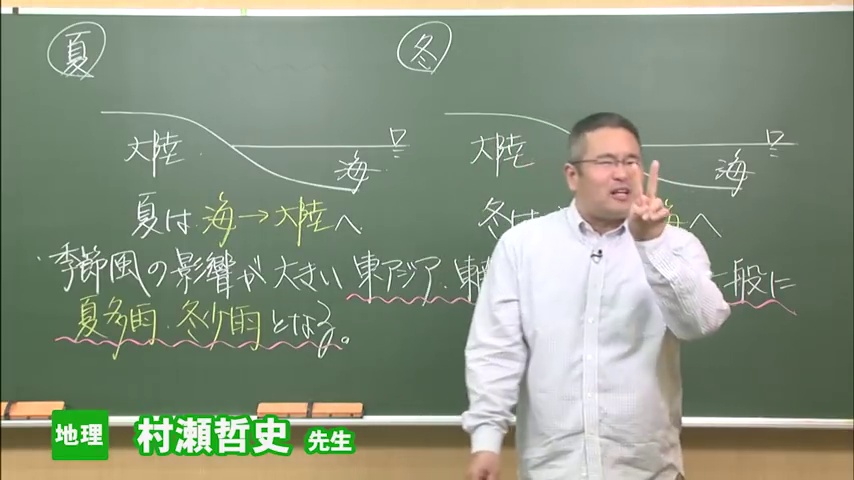 夏
冬
大陸
海
大陸
海
夏は 海→大陸へ
冬は 海へ
季節風の影響が大きい 東アジア・東 一般に
夏多雨・冬少雨となる。
地理 村瀬哲史 先生